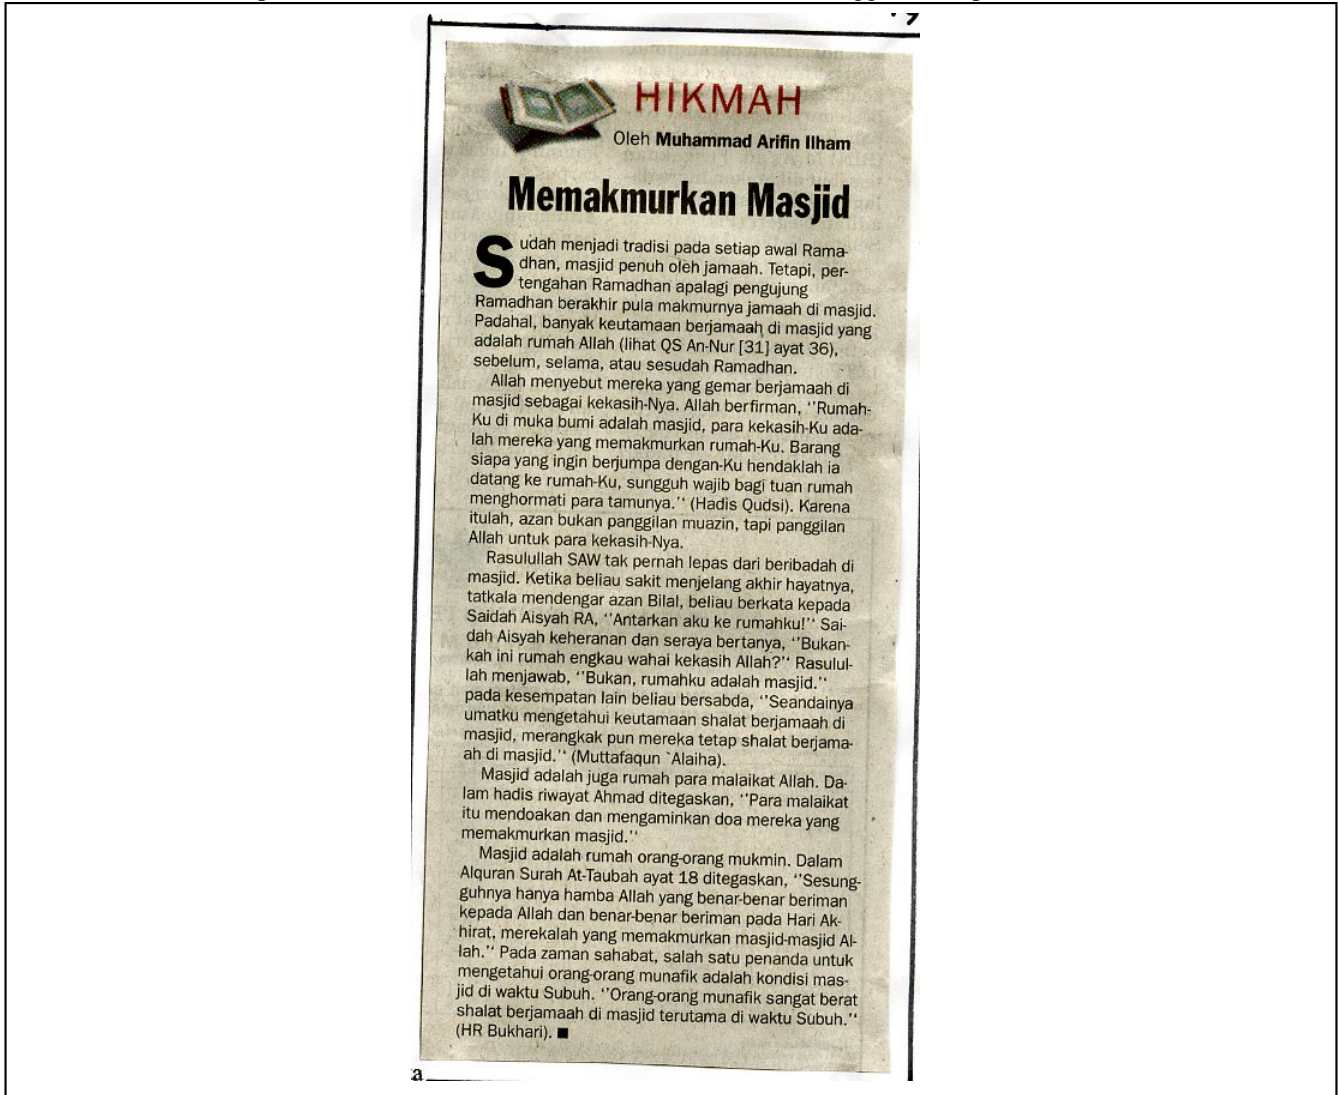 HIKMAH
Oleh Muhammad Arifin Ilham
Memakmurkan Masjid
Sudah menjadi tradisi pada setiap awal Rama-
dhan, masjid penuh oleh jamaah. Tetapi, per-
tengahan Ramadhan apalagi pengujung
Ramadhan berakhir pula makmurnya jamaah di masjid.
Padahal, banyak keutamaan berjamaah di masjid yang
adalah rumah Allah (lihat QS An-Nur [31] ayat 36),
sebelum, selama, atau sesudah Ramadhan.
Allah menyebut mereka yang gemar berjamaah di
masjid sebagai kekasih-Nya. Allah berfirman, ''Rumah-
Ku di muka bumi adalah masjid, para kekasih-Ku ada-
lah mereka yang memakmurkan rumah-Ku. Barang
siapa yang ingin berjumpa dengan-Ku hendaklah ia
datang ke rumah-Ku, sungguh wajib bagi tuan rumah
menghormati para tamunya.'' (Hadis Qudsi). Karena
itulah, azan bukan panggilan muazin, tapi panggilan
Allah untuk para kekasih-Nya.
Rasulullah SAW tak pernah lepas dari beribadah di
masjid. Ketika beliau sakit menjelang akhir hayatnya,
tatkala mendengar azan Bilal, beliau berkata kepada
Saidah Aisyah RA, ''Antarkan aku ke rumahku!'' Sai-
dah Aisyah keheranan dan seraya bertanya, ''Bukan-
kah ini rumah engkau wahai kekasih Allah?'' Rasulul-
lah menjawab, ''Bukan, rumahku adalah masjid.''
pada kesempatan lain beliau bersabda, ''Seandainya
umatku mengetahui keutamaan shalat berjamaah di
masjid, merangkak pun mereka tetap shalat berjama-
ah di masjid.'' (Muttafaqun `Alaiha).
Masjid adalah juga rumah para malaikat Allah. Da-
lam hadis riwayat Ahmad ditegaskan, ''Para malaikat
itu mendoakan dan mengaminkan doa mereka yang
memakmurkan masjid.''
Masjid adalah rumah orang-orang mukmin. Dalam
Alquran Surah At-Taubah ayat 18 ditegaskan, ''Sesung-
guhnya hanya hamba Allah yang benar-benar beriman
kepada Allah dan benar-benar beriman pada Hari Ak-
hirat, merekalah yang memakmurkan masjid-masjid Al-
lah.'' Pada zaman sahabat, salah satu penanda untuk
mengetahui orang-orang munafik adalah kondisi mas-
jid di waktu Subuh. ''Orang-orang munafik sangat berat
shalat berjamaah di masjid terutama di waktu Subuh.''
(HR Bukhari). ■